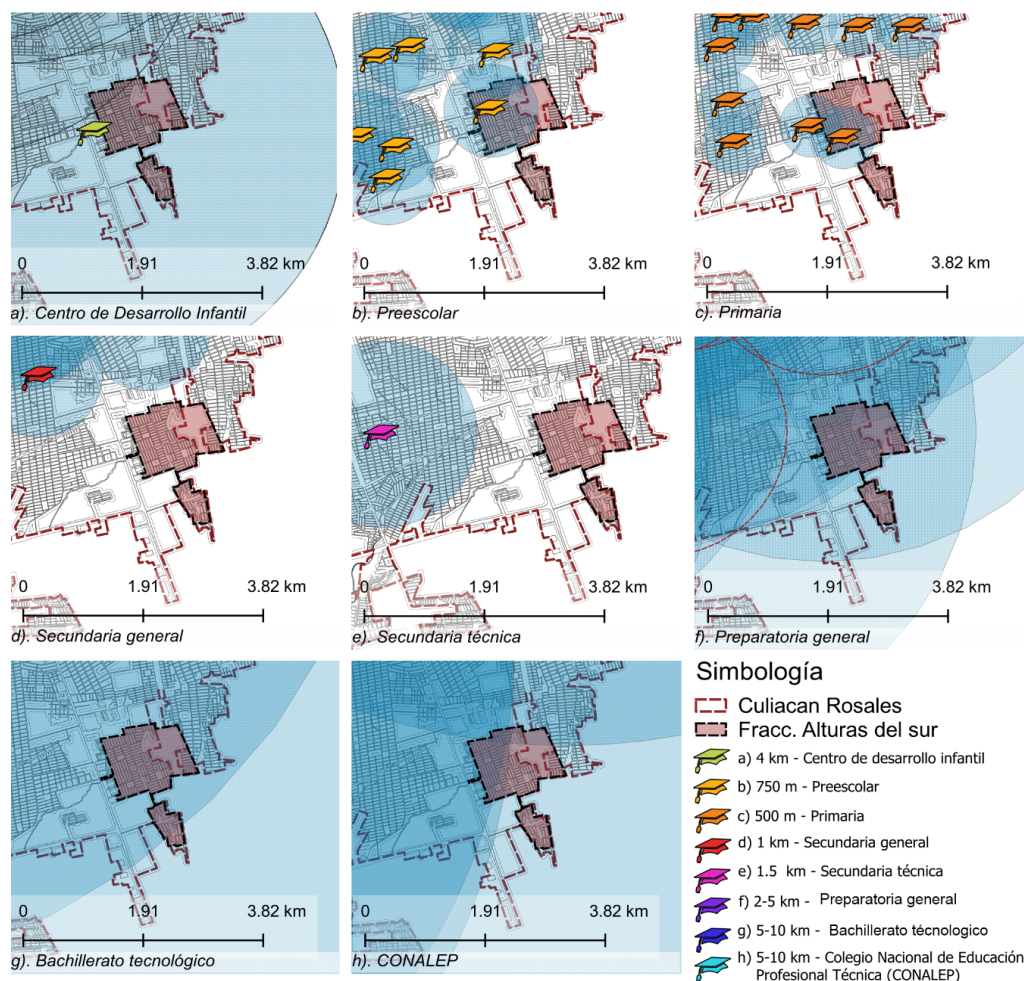 0 1.91 3.82 km
a). Centro de Desarrollo Infantil
0 1.91 3.82 km
b). Preescolar
0 1.91 3.82 km
c). Primaria
0 1.91 3.82 km
d). Secundaria general
0 1.91 3.82 km
e). Secundaria técnica
0 1.91 3.82 km
f). Preparatoria general
0 1.91 3.82 km
g). Bachillerato tecnológico
0 1.91 3.82 km
h). CONALEP
Simbología
Culiacan Rosales
Fracc. Alturas del sur
a) 4 km - Centro de desarrollo infantil
b) 750 m - Preescolar
c) 500 m - Primaria
d) 1 km - Secundaria general
e) 1.5 km - Secundaria técnica
f) 2-5 km - Preparatoria general
g) 5-10 km - Bachillerato técnologico
h) 5-10 km - Colegio Nacional de Educación
Profesional Técnica (CONALEP)